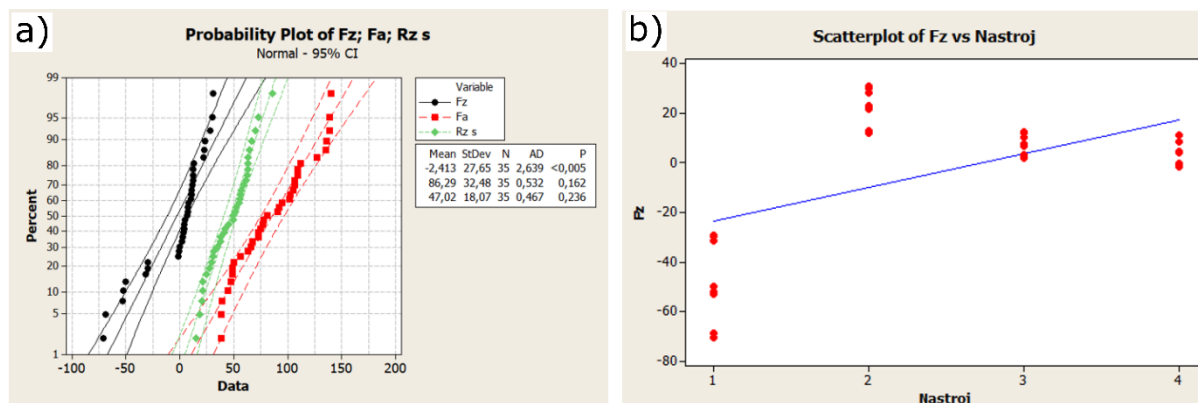 a)
Probability Plot of Fz; Fa; Rz s
Normal - 95% CI
Percent
99
95
90
80
70
60
50
40
30
20
10
5
1
-100 -50 0 50 100 150 200
Data
Variable
Fz
Fa
Rz s
Mean StDev N AD P
-2,413 27,65 35 2,639 <0,005
86,29 32,48 35 0,532 0,162
47,02 18,07 35 0,467 0,236
b)
Scatterplot of Fz vs Nastroj
Fz
40
20
0
-20
-40
-60
-80
1 2 3 4
Nastroj